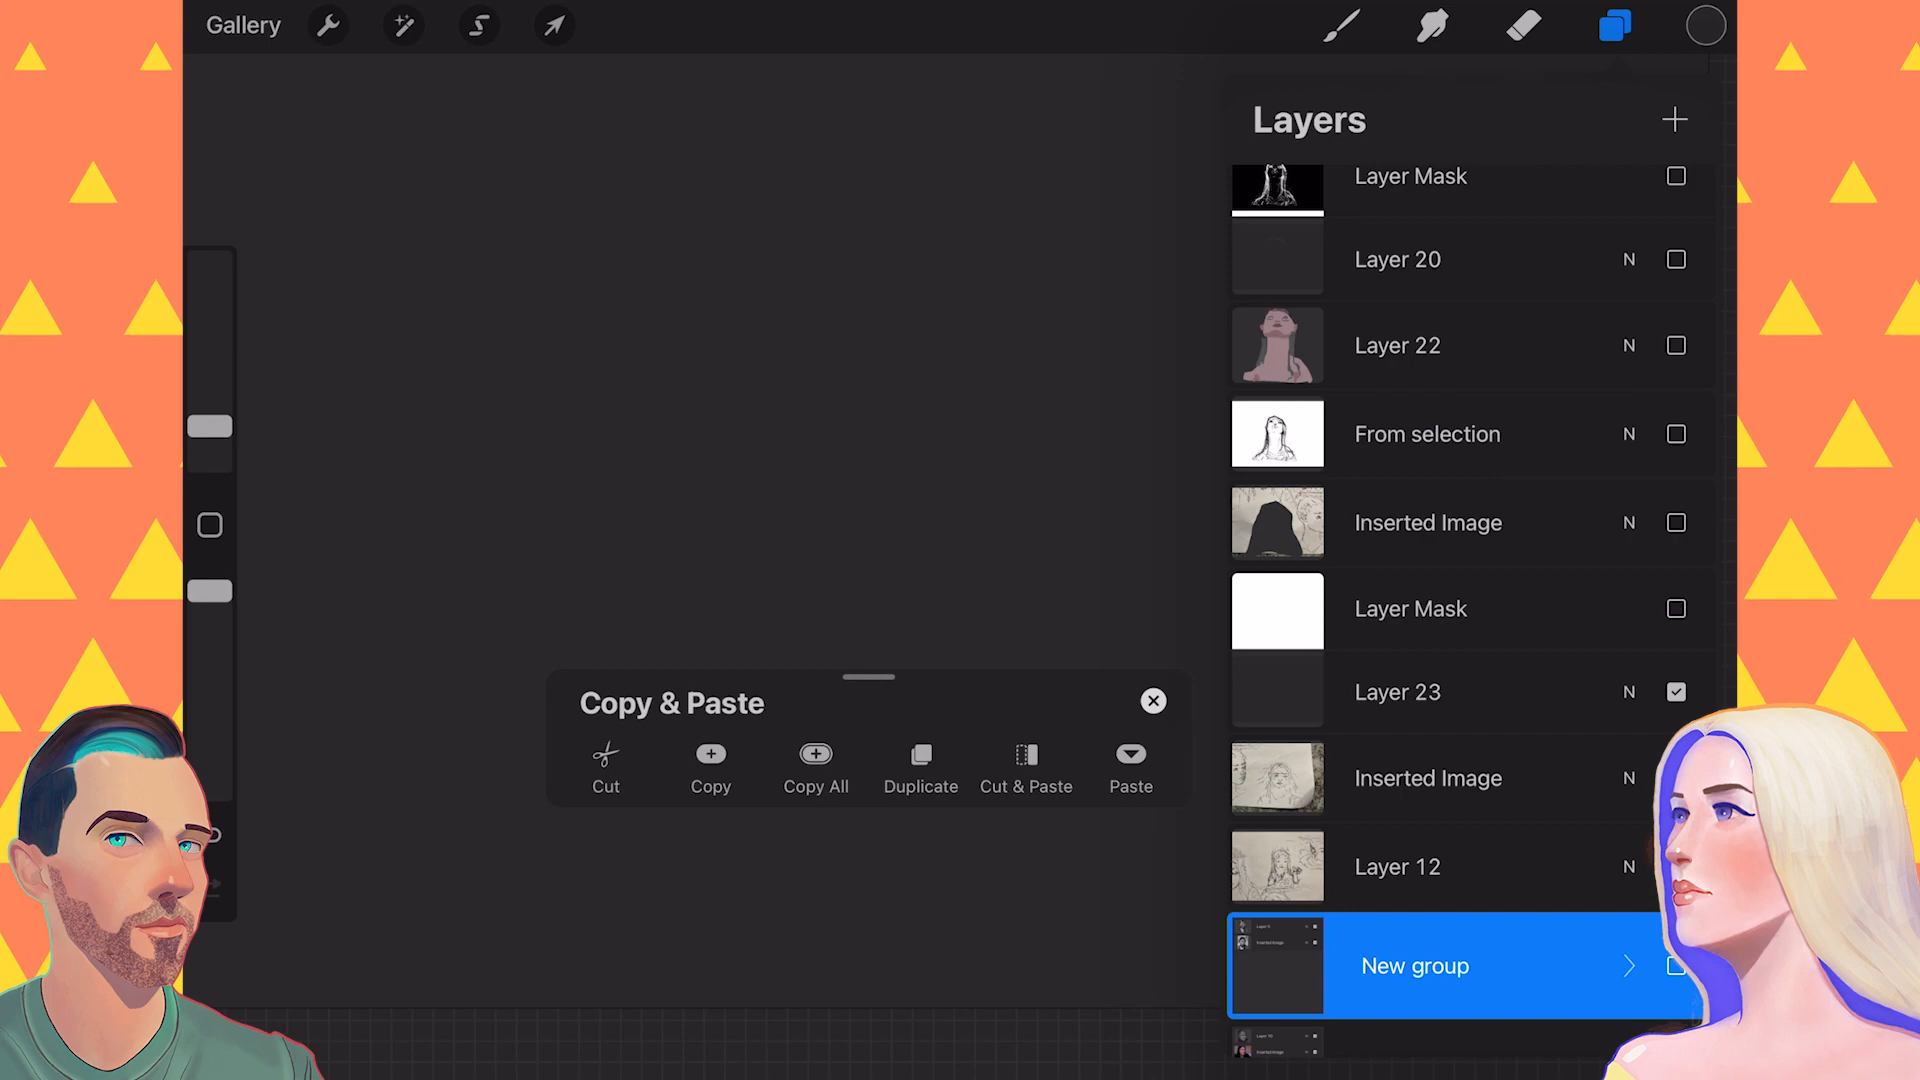 Gallery
Layers
Layer Mask
Layer 20 N
Layer 22 N
From selection N
Inserted Image N
Layer Mask
Layer 23 N
Copy & Paste
Cut
Copy
Copy All
Duplicate
Cut & Paste
Paste
Inserted Image N
Layer 12 N
New group